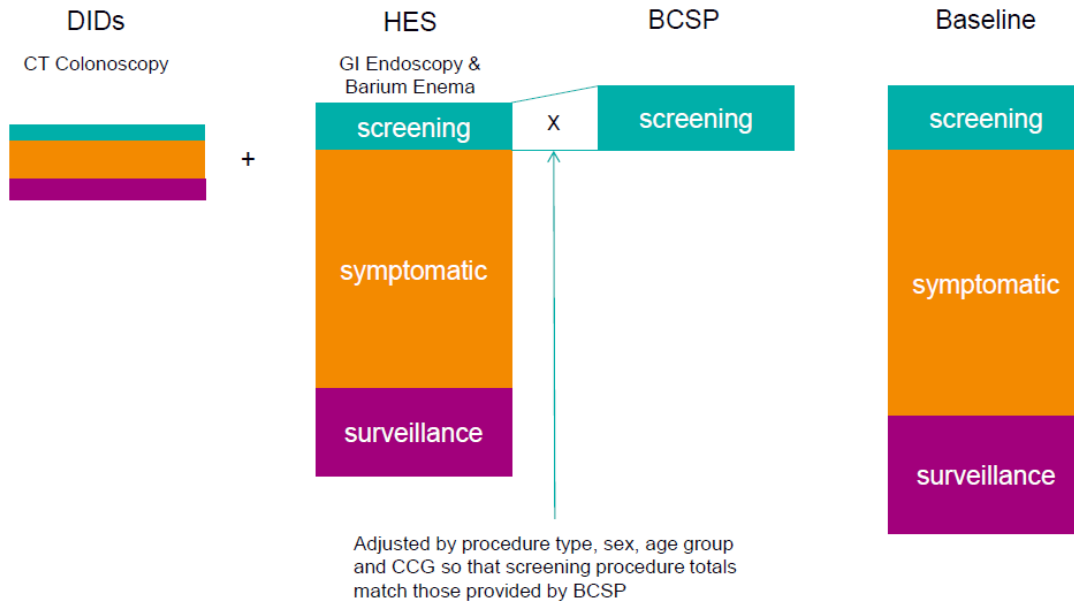 DIDs
HES
BCSP
Baseline
CT Colonoscopy
GI Endoscopy &
Barium Enema
screening
X
screening
screening
+
symptomatic
symptomatic
surveillance
surveillance
Adjusted by procedure type, sex, age group
and CCG so that screening procedure totals
match those provided by BCSP